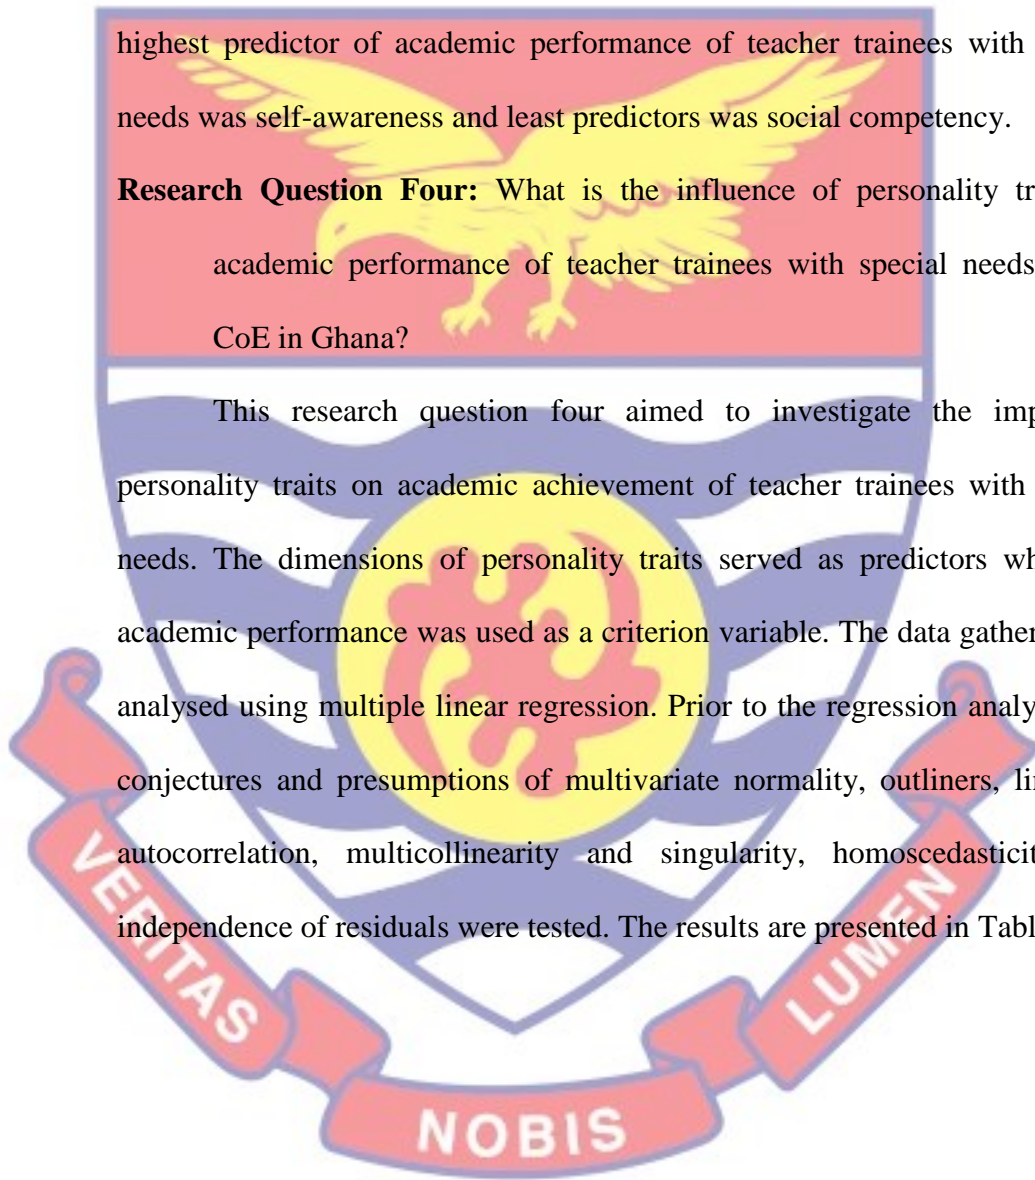 highest predictor of academic performance of teacher trainees with
needs was self-awareness and least predictors was social competency.
Research Question Four: What is the influence of personality tr
academic performance of teacher trainees with special needs
CoE in Ghana?
This research question four aimed to investigate the imp
personality traits on academic achievement of teacher trainees with
needs. The dimensions of personality traits served as predictors wh
academic performance was used as a criterion variable. The data gather
analysed using multiple linear regression. Prior to the regression analy
conjectures and presumptions of multivariate normality, outliners, li
autocorrelation, multicollinearity and singularity, homoscedasticit
independence of residuals were tested. The results are presented in Tabl
VERITAS
NOBIS
LUMEN